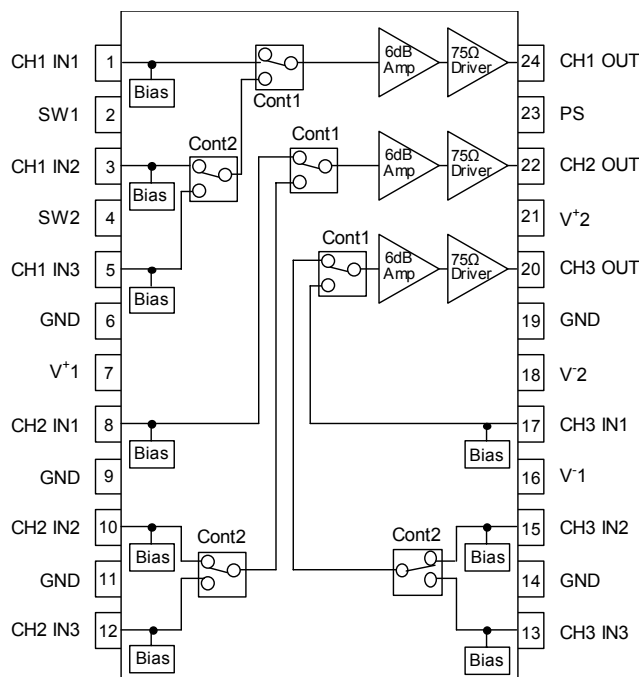 CH1 IN1 1 Bias Cont1 6dB Amp 75Ω Driver 24 CH1 OUT
SW1 2 23 PS
CH1 IN2 3 Bias Cont2 Cont1 6dB Amp 75Ω Driver 22 CH2 OUT
SW2 4 21 V+2
CH1 IN3 5 Bias Cont1 6dB Amp 75Ω Driver 20 CH3 OUT
GND 6 19 GND
V+1 7 18 V-2
CH2 IN1 8 Bias Bias 17 CH3 IN1
GND 9 16 V-1
CH2 IN2 10 Bias Cont2 Cont2 Bias 15 CH3 IN2
GND 11 14 GND
CH2 IN3 12 Bias Bias 13 CH3 IN3